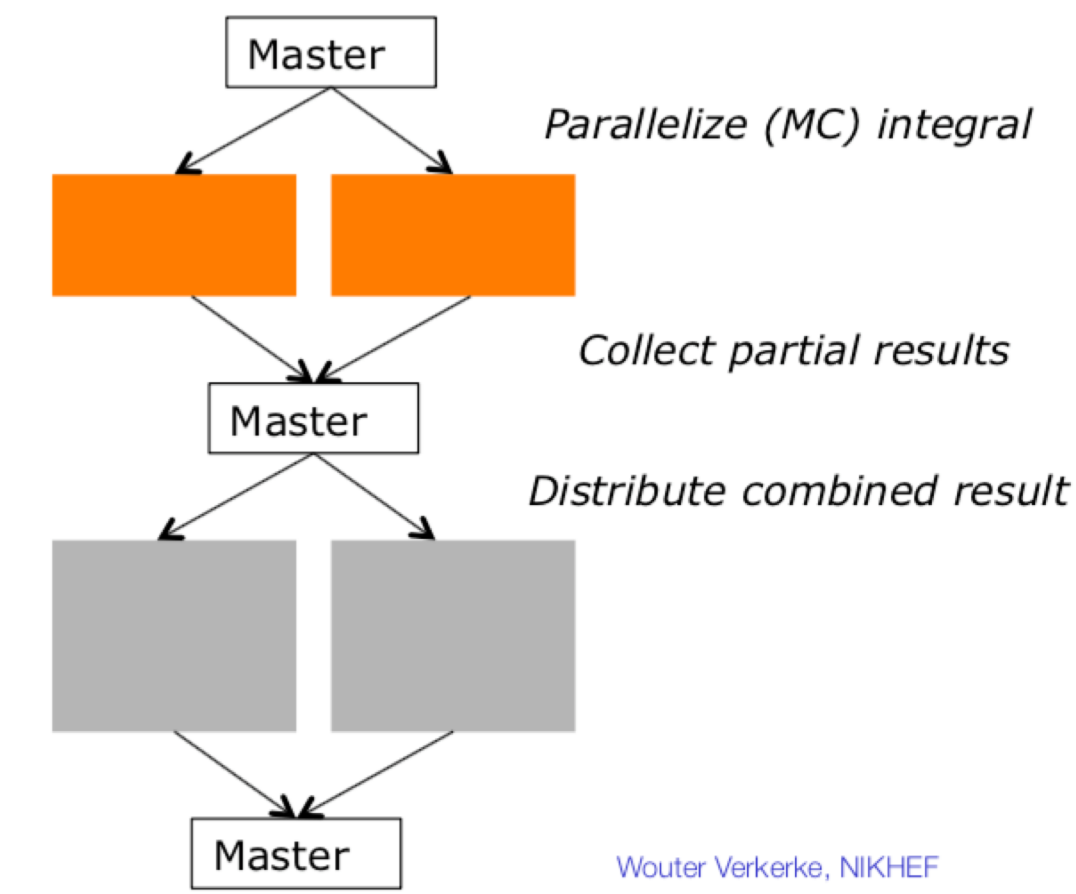 Master
Parallelize (MC) integral
Collect partial results
Master
Distribute combined result
Master
Wouter Verkerke, NIKHEF